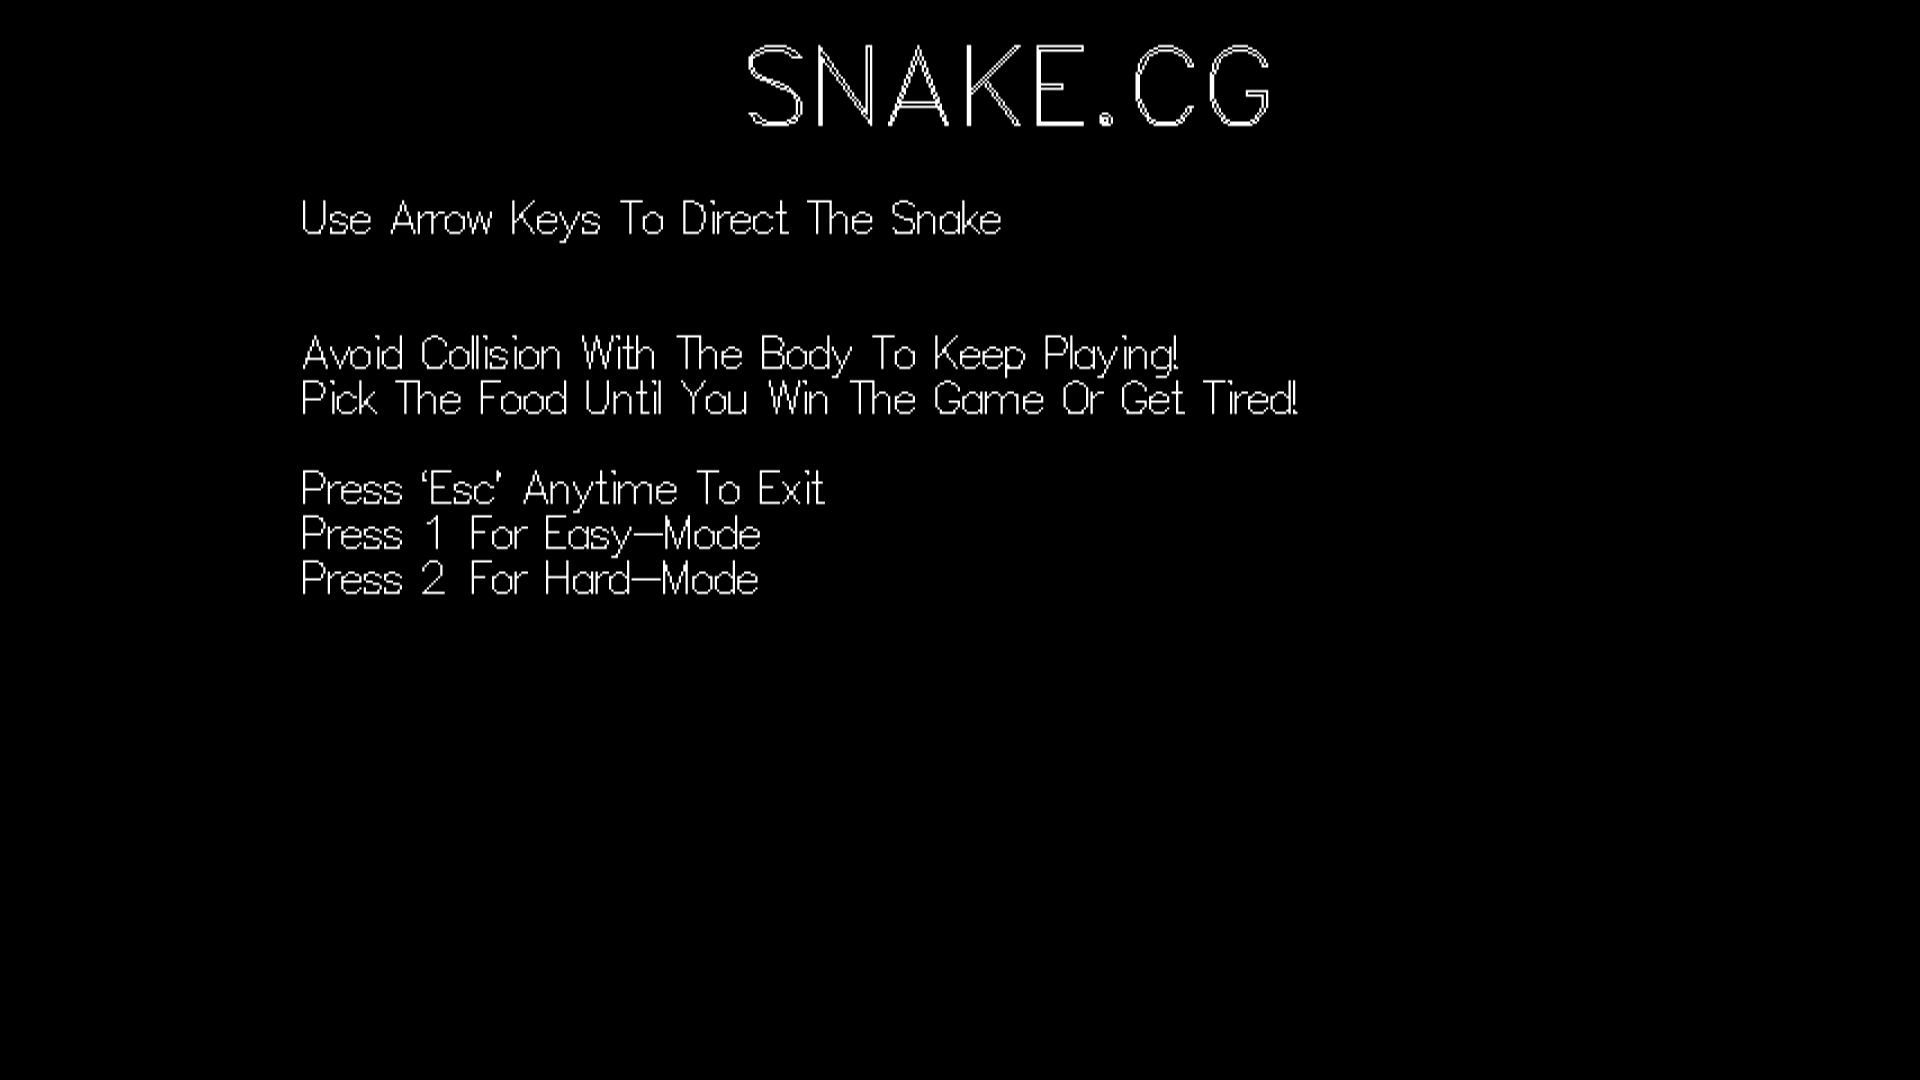 SNAKE.CG
Use Arrow Keys To Direct The Snake
Avoid Collision With The Body To Keep Playing!
Pick The Food Until You Win The Game Or Get Tired!
Press ‘Esc’ Anytime To Exit
Press 1 For Easy-Mode
Press 2 For Hard-Mode